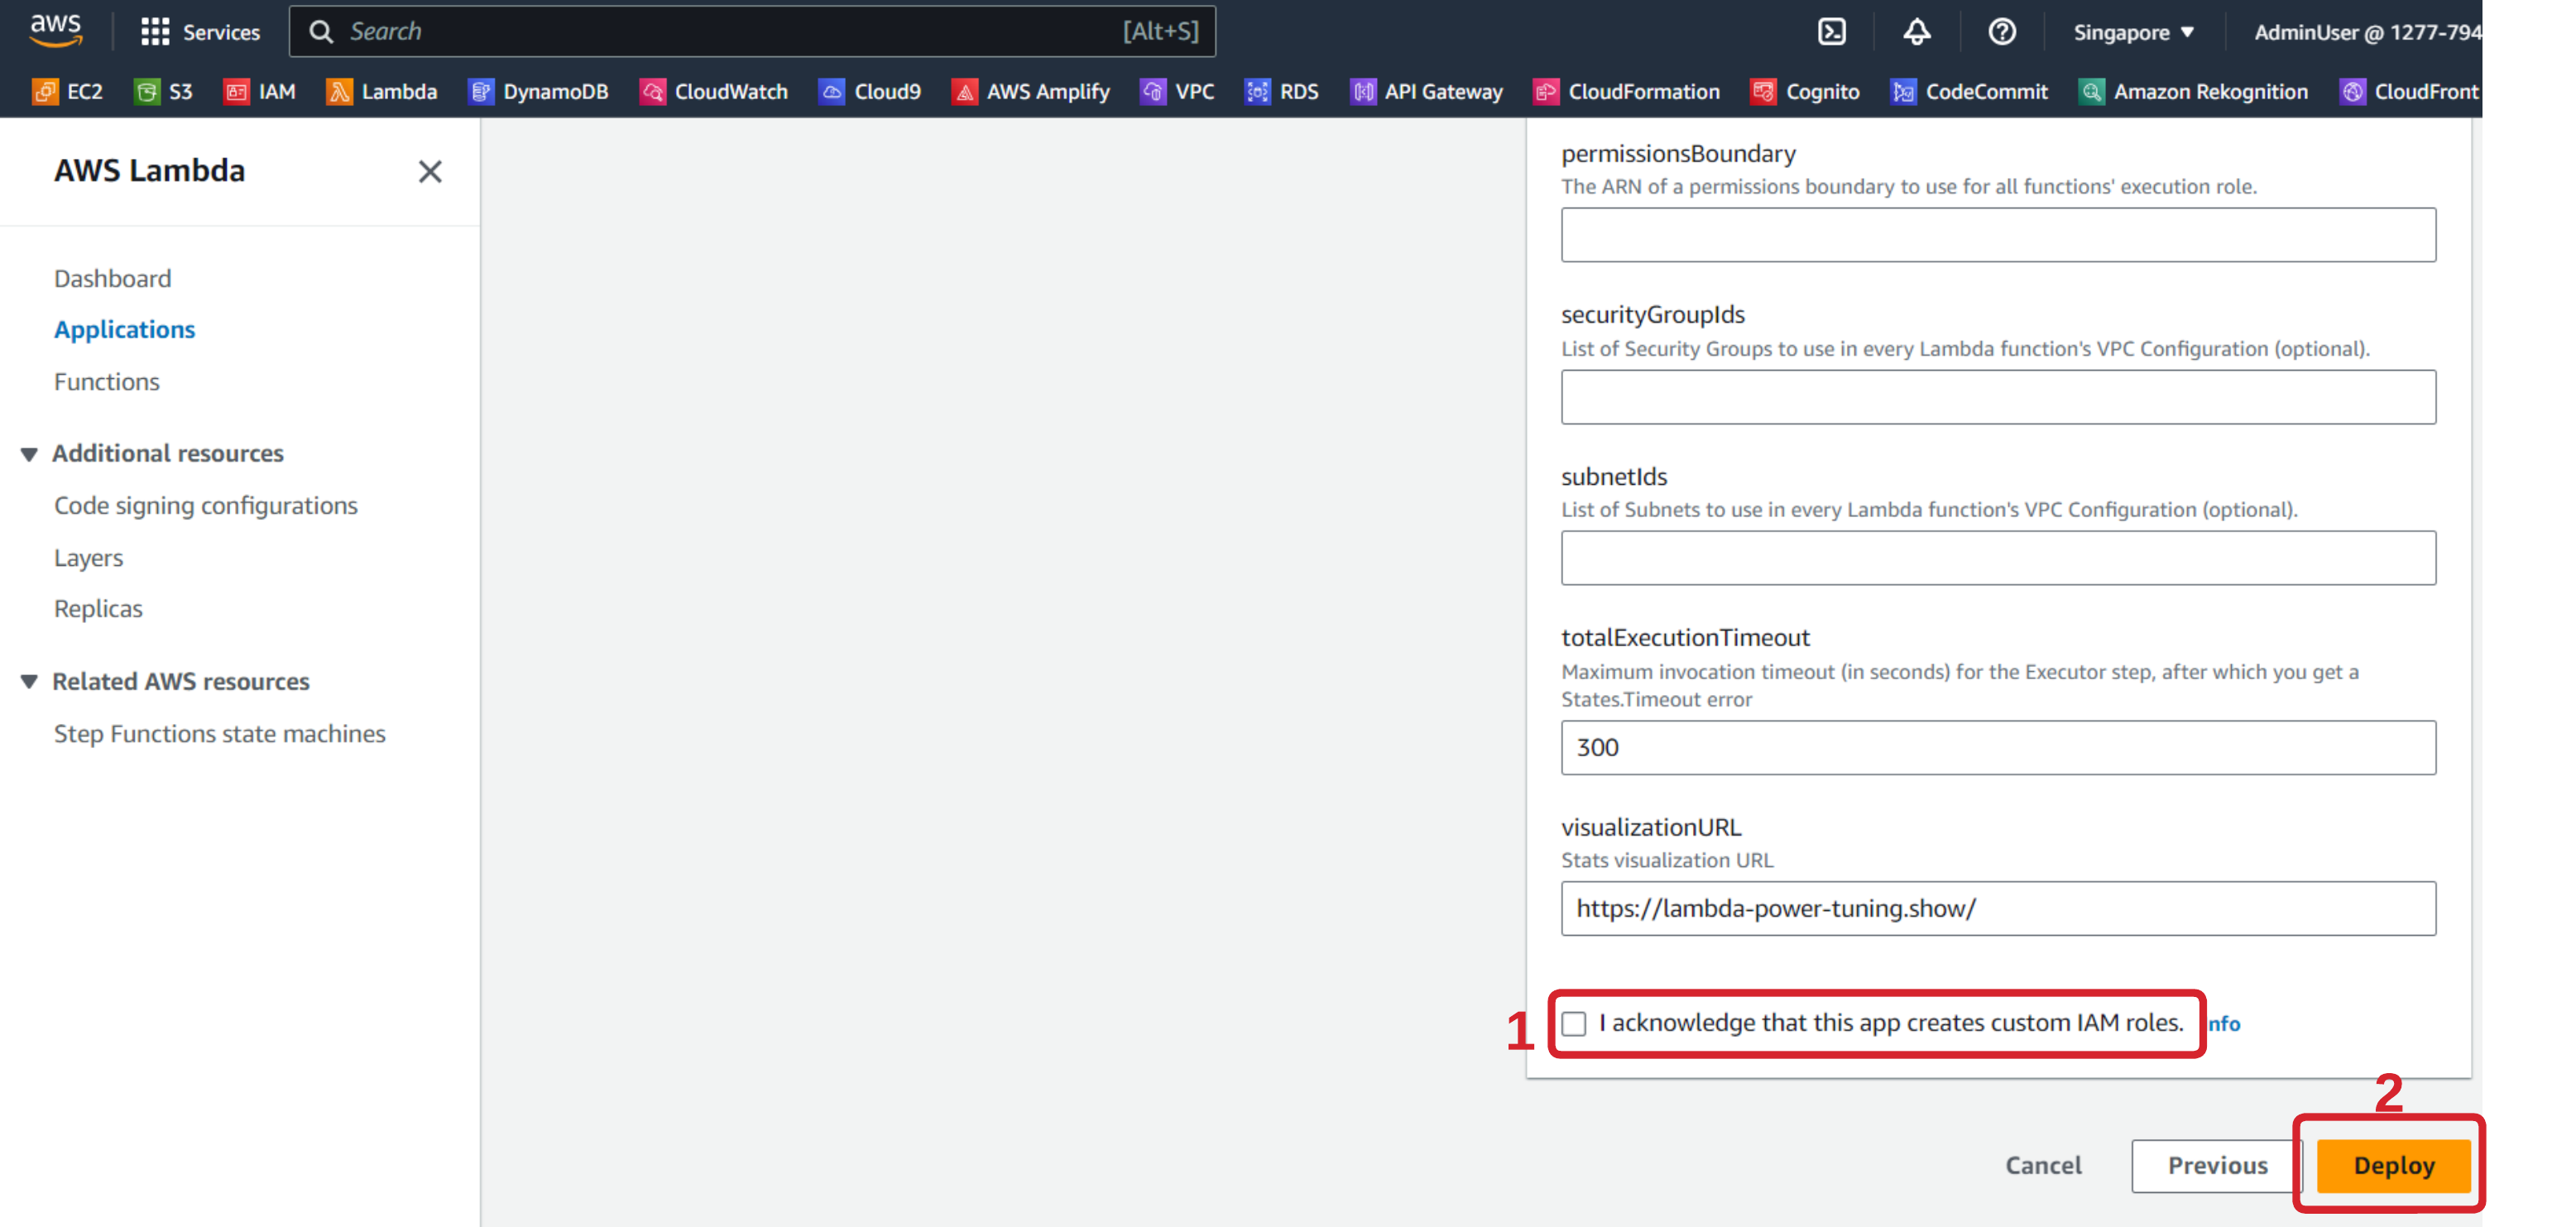 aws
Services
Search
[Alt+S]
Singapore
AdminUser @ 1277-794
EC2
S3
IAM
Lambda
DynamoDB
CloudWatch
Cloud9
AWS Amplify
VPC
RDS
API Gateway
CloudFormation
Cognito
CodeCommit
Amazon Rekognition
CloudFront
AWS Lambda
Dashboard
Applications
Functions
Additional resources
Code signing configurations
Layers
Replicas
Related AWS resources
Step Functions state machines
permissionsBoundary
The ARN of a permissions boundary to use for all functions' execution role.
securityGroupIds
List of Security Groups to use in every Lambda function's VPC Configuration (optional).
subnetIds
List of Subnets to use in every Lambda function's VPC Configuration (optional).
totalExecutionTimeout
Maximum invocation timeout (in seconds) for the Executor step, after which you get a
States.Timeout error
300
visualizationURL
Stats visualization URL
https://lambda-power-tuning.show/
1
I acknowledge that this app creates custom IAM roles.
nfo
2
Cancel
Previous
Deploy